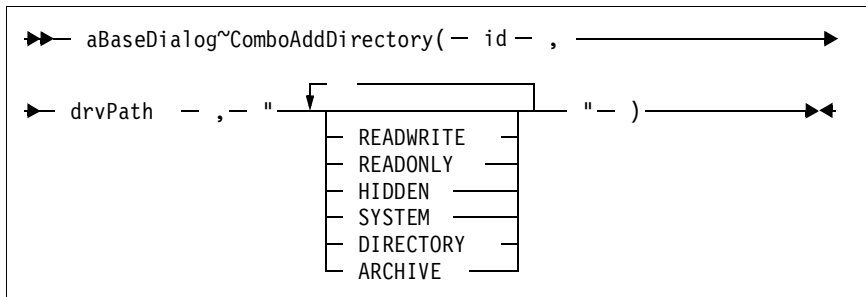 aBaseDialog~ComboAddDirectory( id ,
drvPath , " " )
READWRITE
READONLY
HIDDEN
SYSTEM
DIRECTORY
ARCHIVE